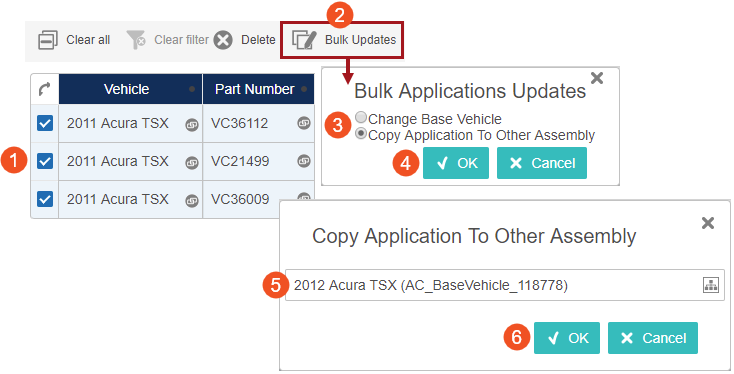 2
Clear all Clear filter Delete Bulk Updates
Vehicle Part Number
1
2011 Acura TSX VC36112
2011 Acura TSX VC21499
2011 Acura TSX VC36009
Bulk Applications Updates
3
Change Base Vehicle
Copy Application To Other Assembly
4
OK Cancel
Copy Application To Other Assembly
5
2012 Acura TSX (AC_BaseVehicle_118778)
6
OK Cancel